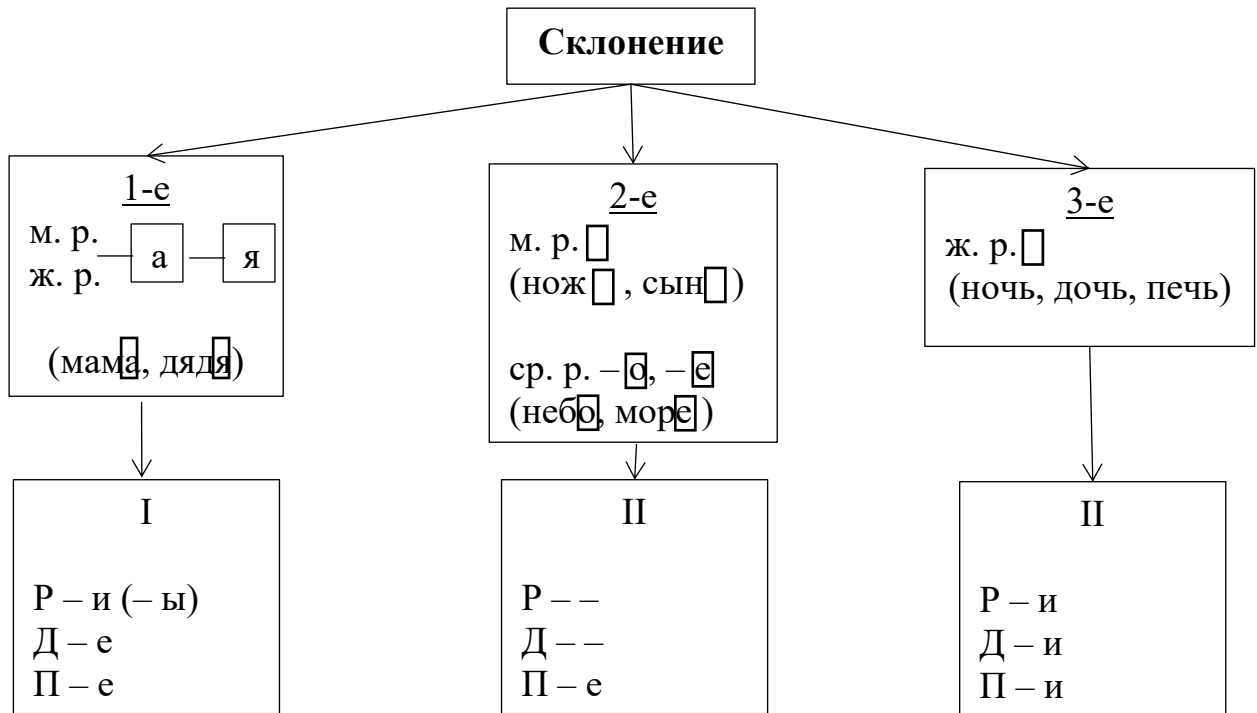 Склонение
1-е
м. р.
ж. р. — а — я
(мама, дядя)
2-е
м. р.
(нож , сын )
ср. р. – о, – е
(небо, море )
3-е
ж. р.
(ночь, дочь, печь)
I
Р – и (– ы)
Д – е
П – е
II
Р – –
Д – –
П – е
II
Р – и
Д – и
П – и